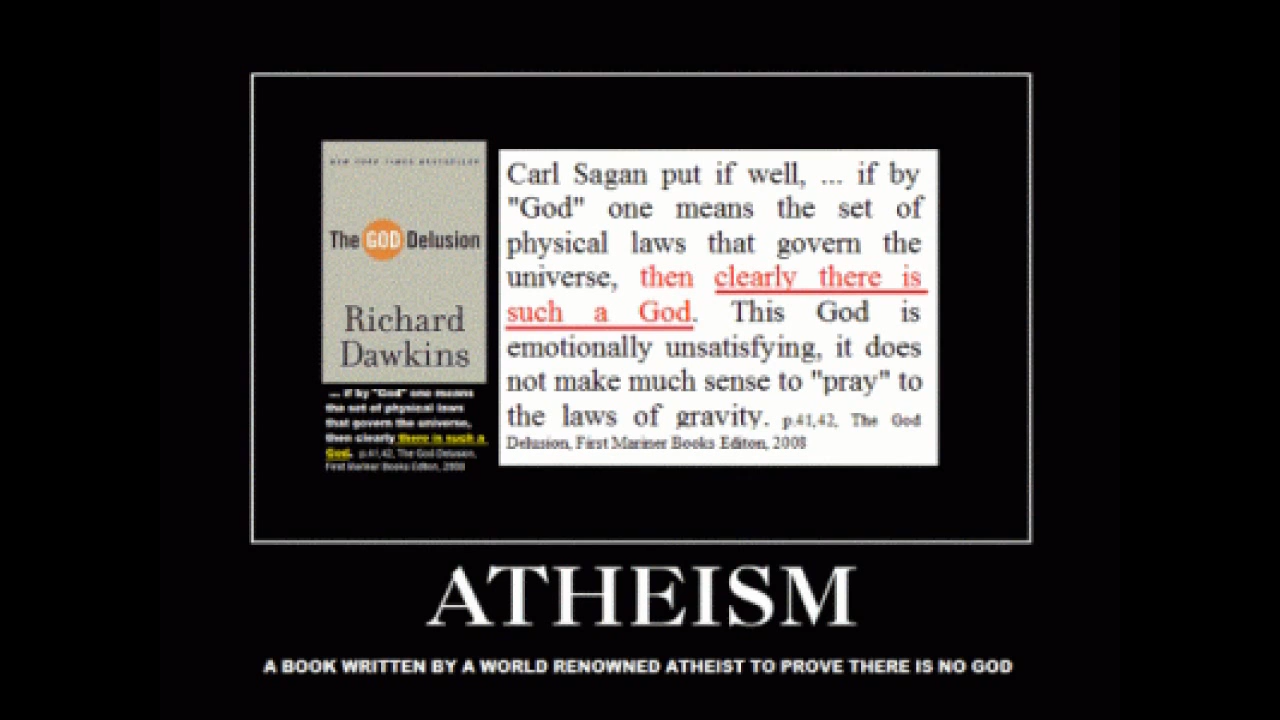 NEW YORK TIMES BESTSELLER
The GOD Delusion
Richard
Dawkins
... if by "God" one means
the set of physical laws
that govern the universe,
then clearly there is such a
God. p.41,42, The God Delusion,
First Mariner Books Editon, 2008
Carl Sagan put if well, ... if by
"God" one means the set of
physical laws that govern the
universe, then clearly there is
such a God. This God is
emotionally unsatisfying, it does
not make much sense to "pray" to
the laws of gravity. p.41,42, The God
Delusion, First Mariner Books Editon, 2008
ATHEISM
A BOOK WRITTEN BY A WORLD RENOWNED ATHEIST TO PROVE THERE IS NO GOD